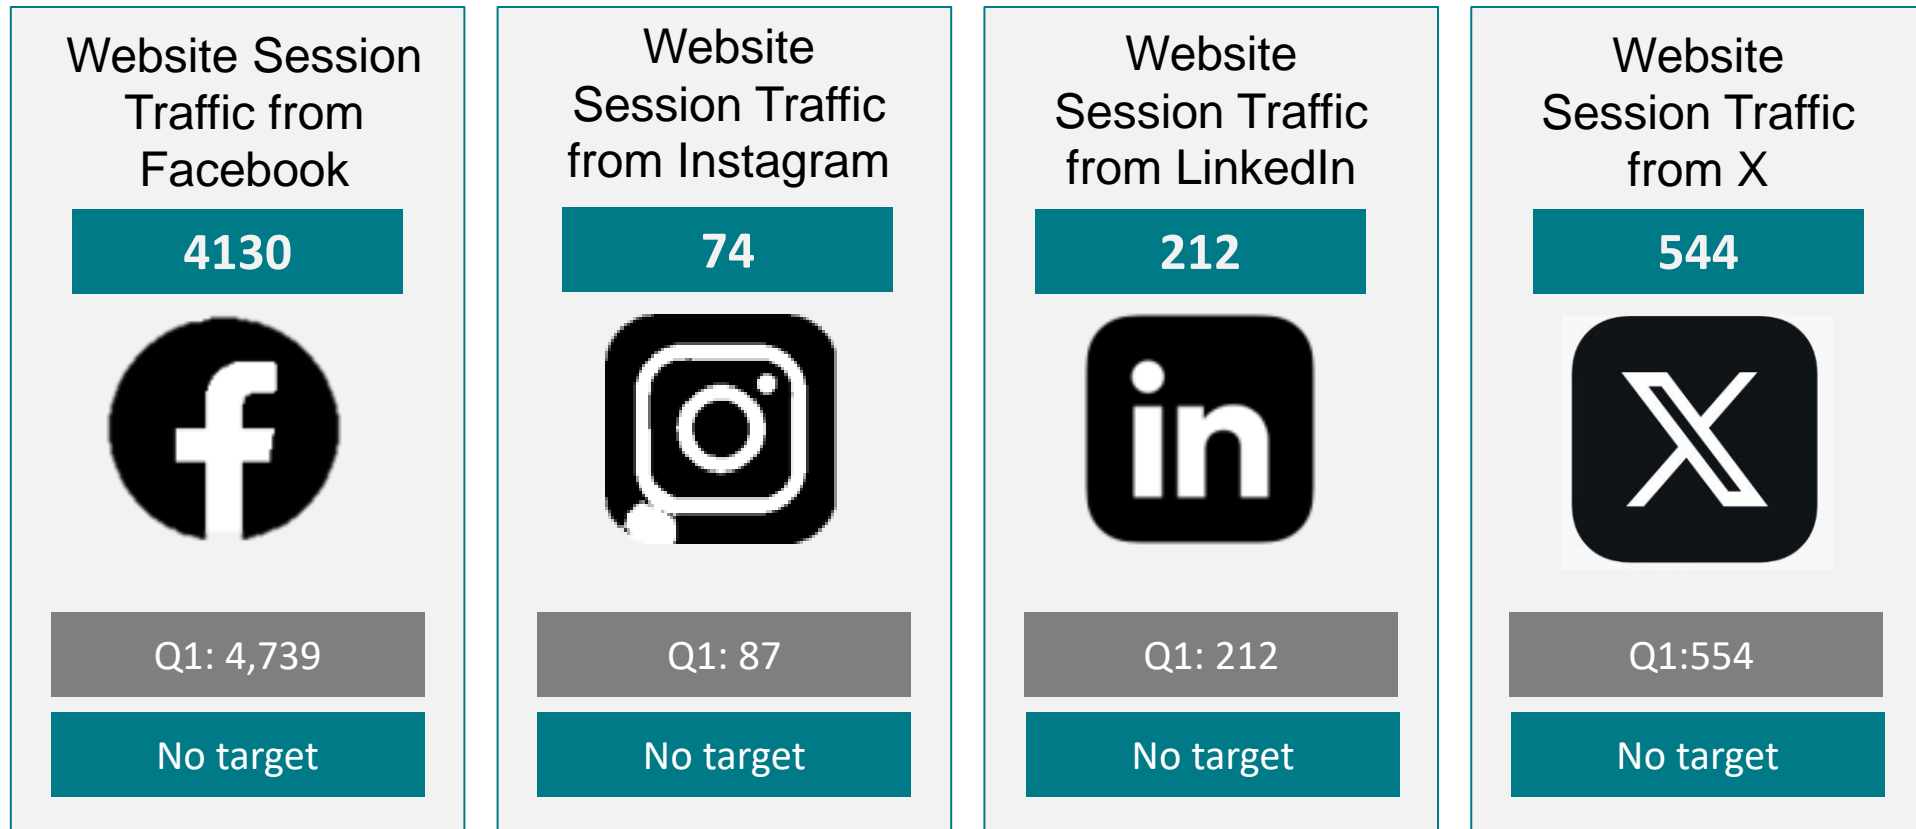 Website Session
Traffic from
Facebook
4130
Q1: 4,739
No target
Website
Session Traffic
from Instagram
74
Q1: 87
No target
Website
Session Traffic
from LinkedIn
212
in
Q1: 212
No target
Website
Session Traffic
from X
544
X
Q1:554
No target